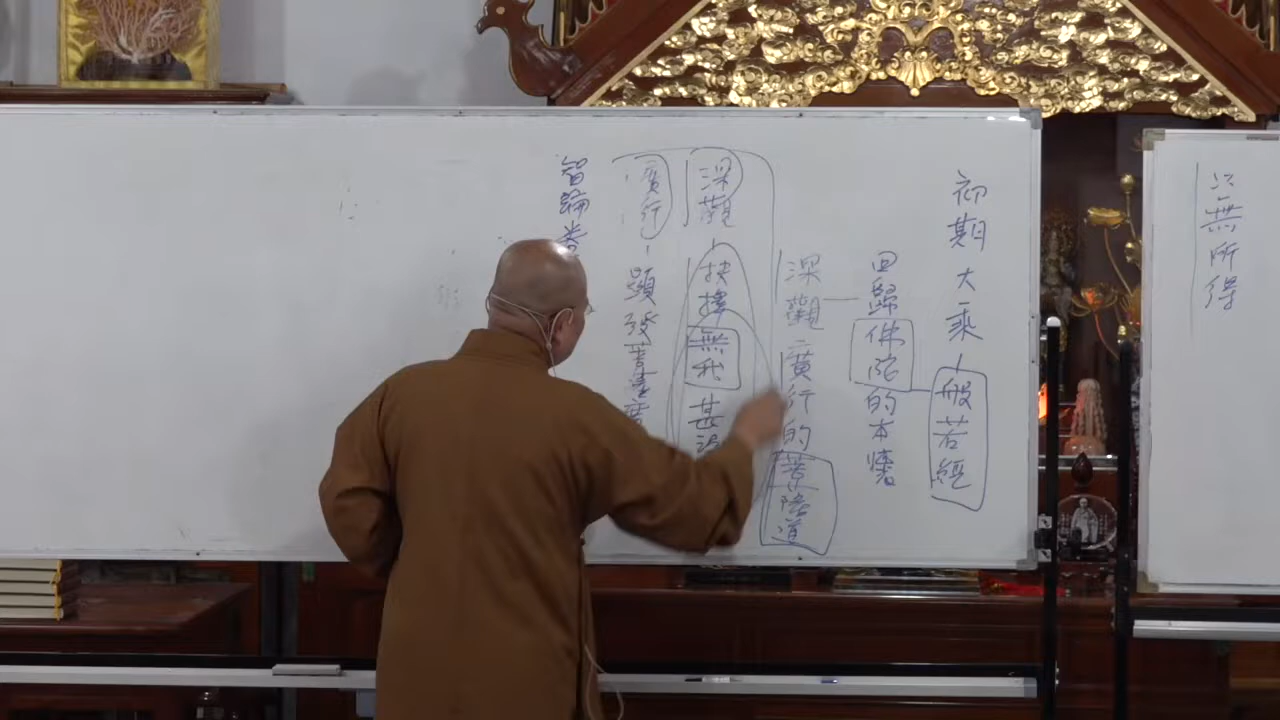 以無所得
初期大乘－般若經
回歸佛陀的本懷
深觀廣行的菩薩道
深觀－抉擇無我甚深
廣行－顯發菩薩廣
智論卷